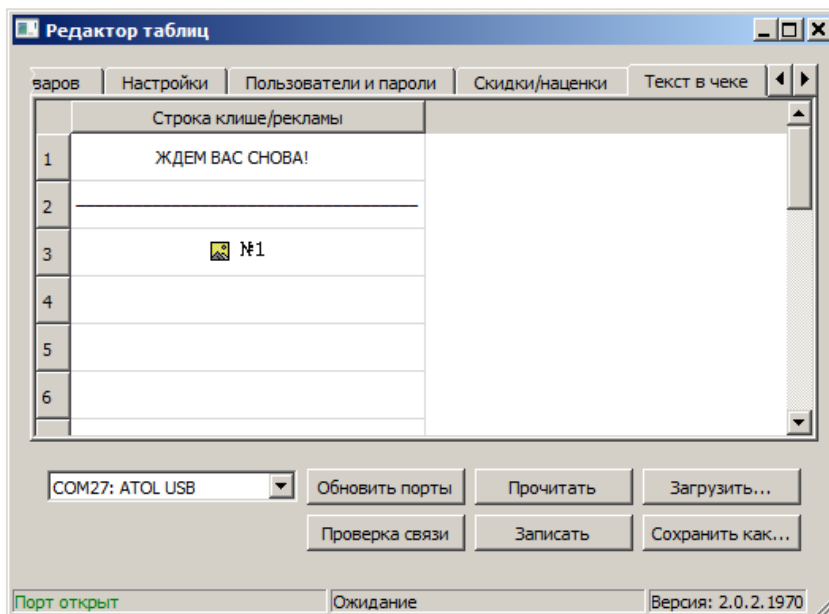 Редактор таблиц
заров Настройки Пользователи и пароли Скидки/наценки Текст в чеке
Строка клише/рекламы
1 ЖДЕМ ВАС СНОВА!
2
3 №1
4
5
6
COM27: ATOL USB Обновить порты Прочитать Загрузить...
Проверка связи Записать Сохранить как...
Порт открыт Ожидание Версия: 2.0.2.1970